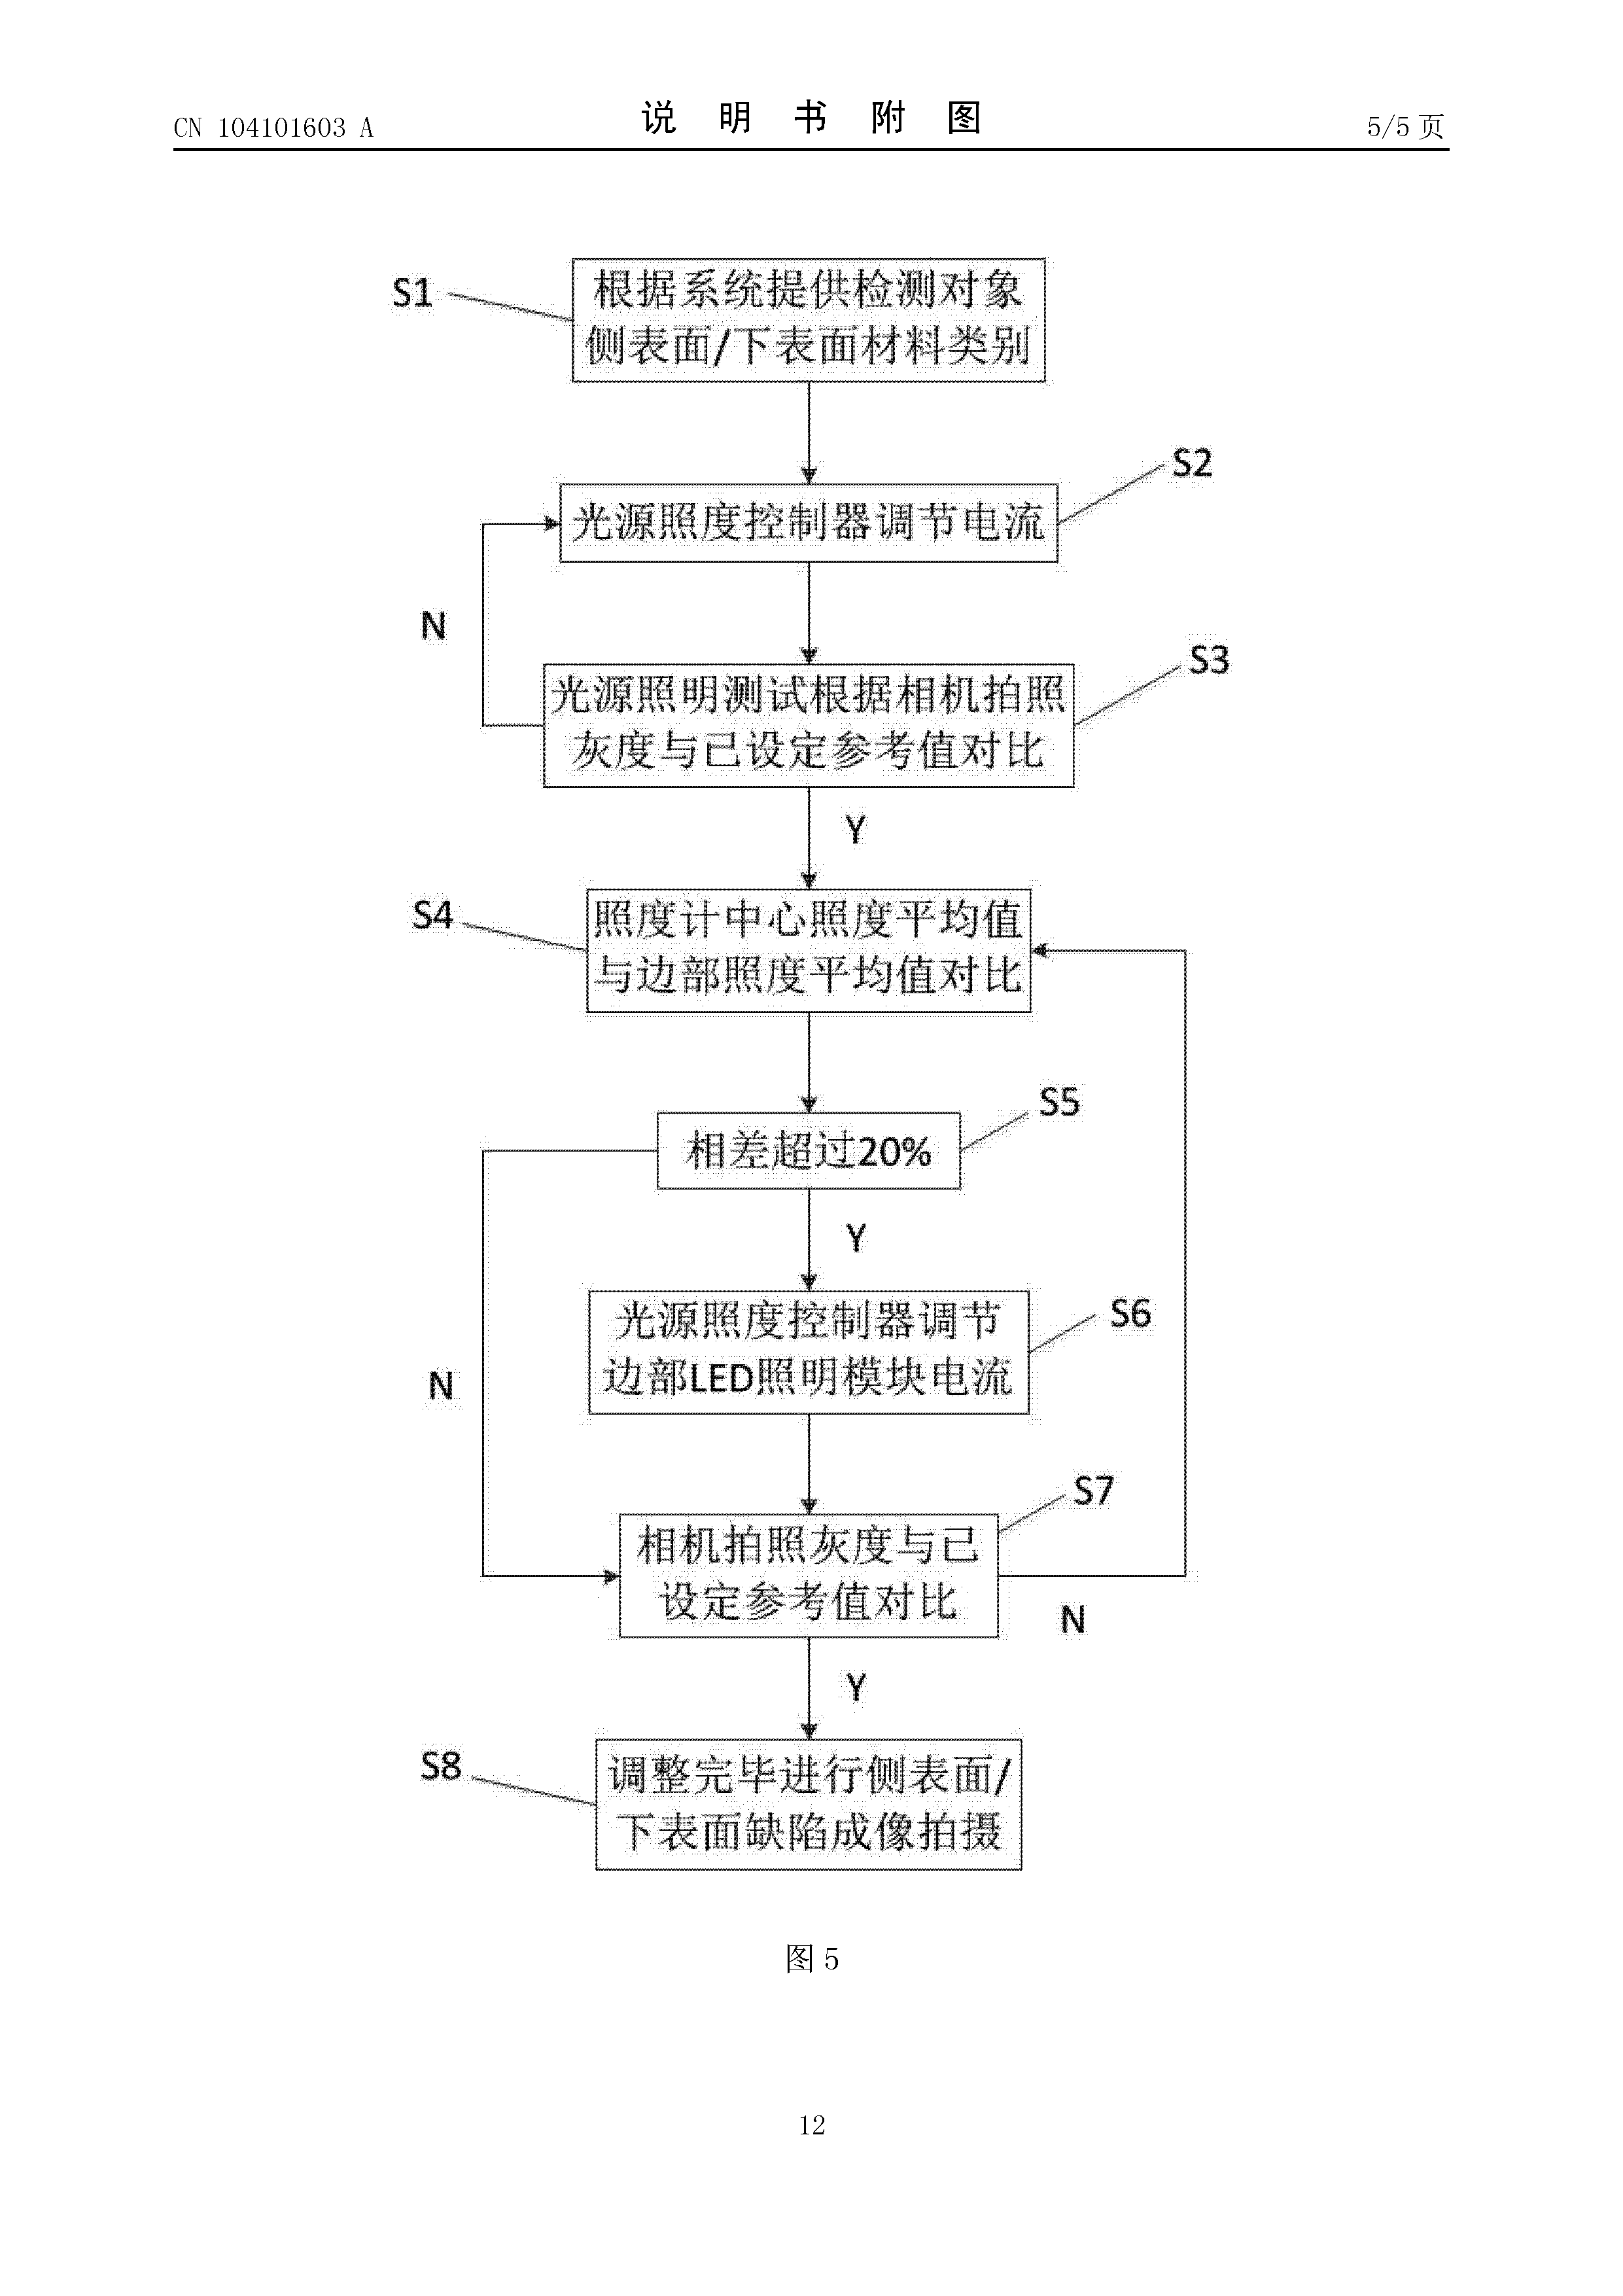 CN 104101603 A
说明书附图
5/5 页
S1
根据系统提供检测对象
侧表面/下表面材料类别
S2
光源照度控制器调节电流
N
S3
光源照明测试根据相机拍照
灰度与已设定参考值对比
Y
S4
照度计中心照度平均值
与边部照度平均值对比
S5
相差超过20%
Y
S6
光源照度控制器调节
边部LED照明模块电流
N
S7
相机拍照灰度与已
设定参考值对比
N
Y
S8
调整完毕进行侧表面/
下表面缺陷成像拍摄
图 5
12